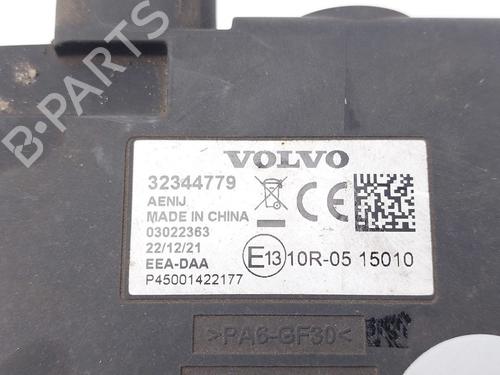 B-PARTS
VOLVO
32344779
AENIJ
MADE IN CHINA
03022363
22/12/21
EEA-DAA
P45001422177
CE
E13 10R-05 15010
>PA6-GF30<